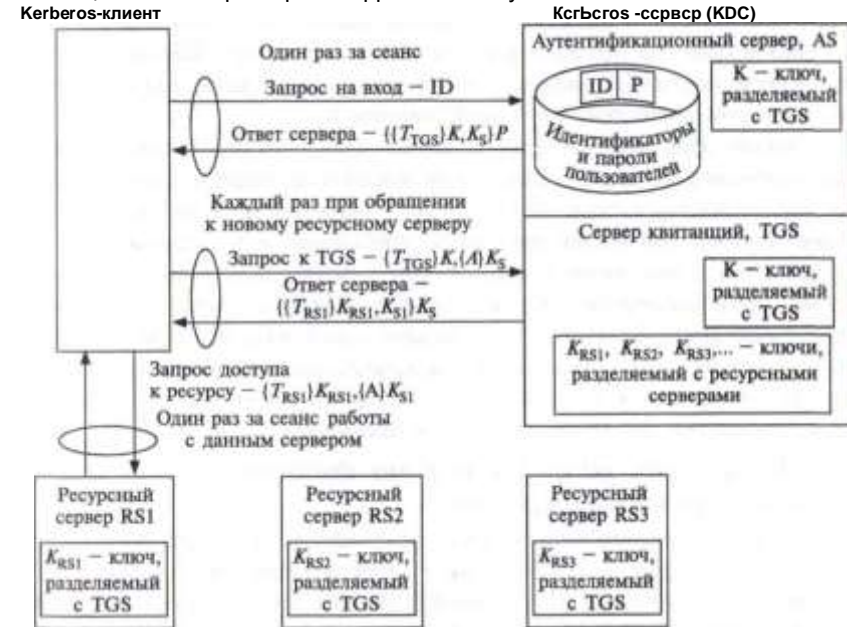 Kerberos-клиент
КсгЬсгоs -ссрвср (KDC)
Один раз за сеанс
Запрос на вход – ID
Ответ сервера – {{T_TGS}K,K_S}P
Каждый раз при обращении
к новому ресурсному серверу
Запрос к TGS – {T_TGS}K,{A}K_S
Ответ сервера –
{{T_RS1}K_RS1,K_S1}K_S
Запрос доступа
к ресурсу – {T_RS1}K_RS1,{A}K_S1
Один раз за сеанс работы
с данным сервером
Аутентификационный сервер, AS
ID P
Идентификаторы
и пароли
пользователей
K – ключ,
разделяемый
с TGS
Сервер квитанций, TGS
K – ключ,
разделяемый
с TGS
K_RS1, K_RS2, K_RS3,... – ключи,
разделяемый с ресурсными
серверами
Ресурсный
сервер RS1
K_RS1 – ключ,
разделяемый
с TGS
Ресурсный
сервер RS2
K_RS2 – ключ,
разделяемый
с TGS
Ресурсный
сервер RS3
K_RS3 – ключ,
разделяемый
с TGS